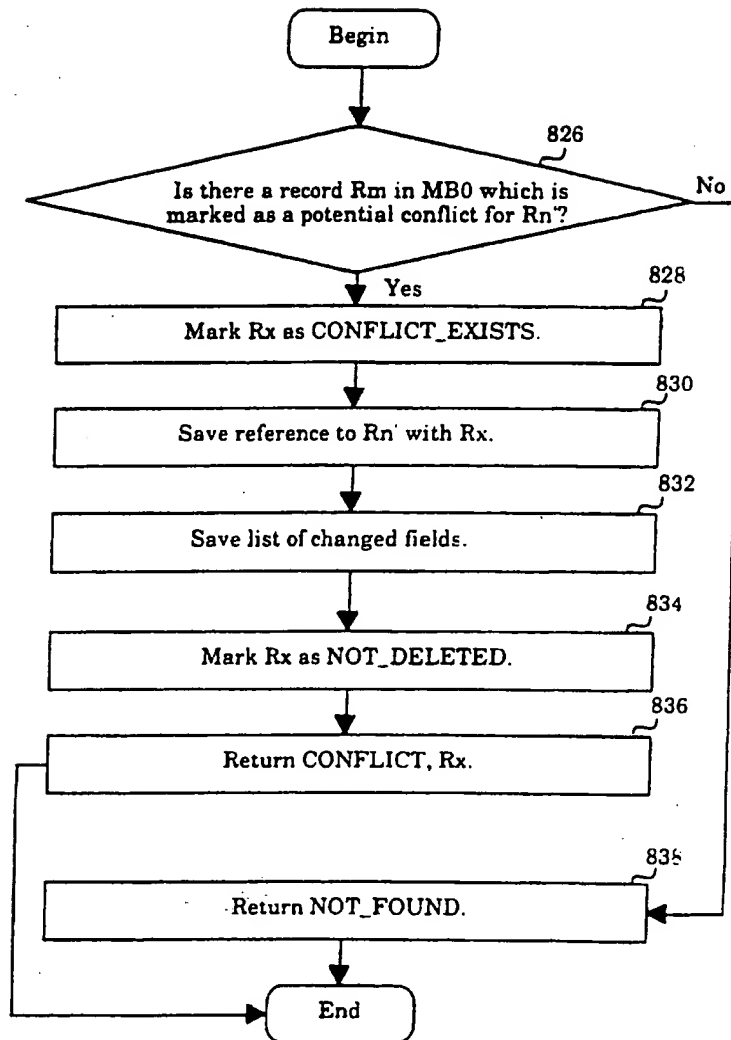 Begin
826
Is there a record Rm in MB0 which is
marked as a potential conflict for Rn'?
No
Yes
828
Mark Rx as CONFLICT_EXISTS.
830
Save reference to Rn' with Rx.
832
Save list of changed fields.
834
Mark Rx as NOT_DELETED.
836
Return CONFLICT, Rx.
838
Return NOT_FOUND.
End